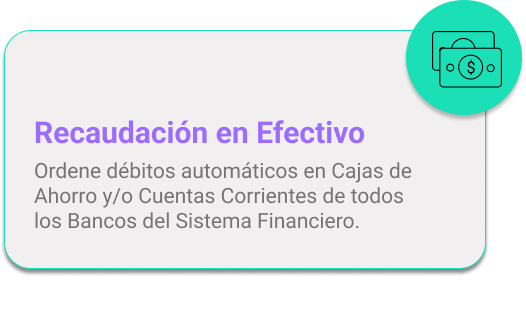 Recaudación en Efectivo
Ordene débitos automáticos en Cajas de
Ahorro y/o Cuentas Corrientes de todos
los Bancos del Sistema Financiero.